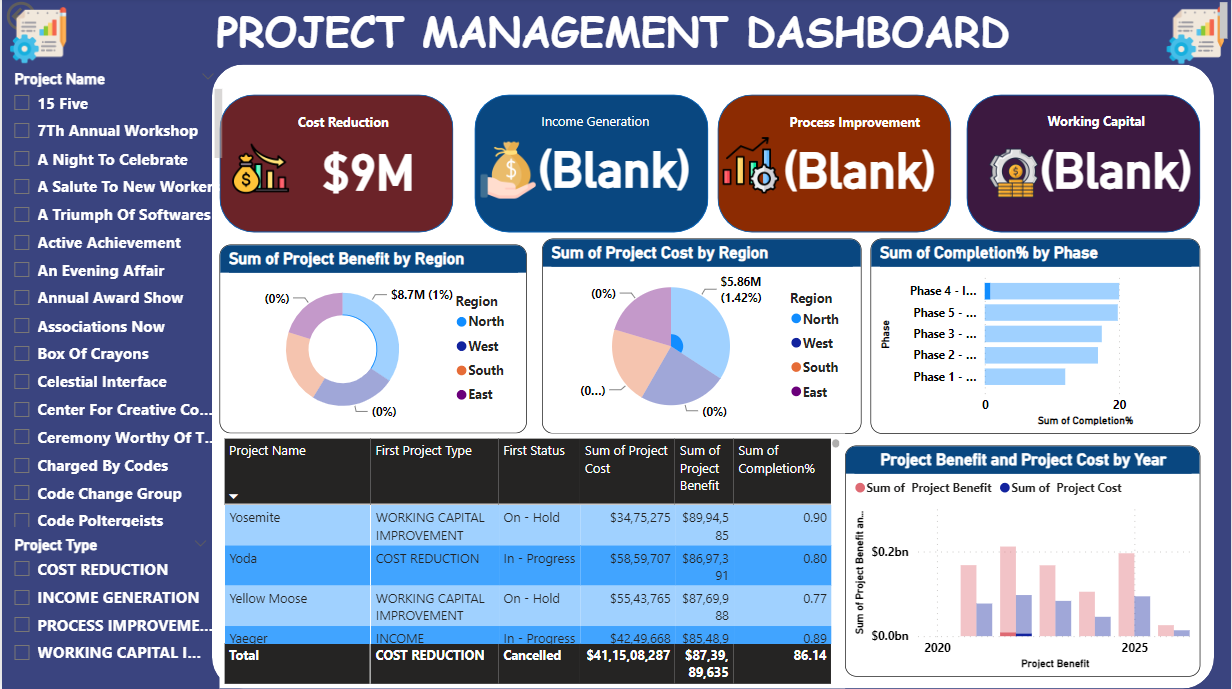 PROJECT MANAGEMENT DASHBOARD
Project Name
15 Five
7Th Annual Workshop
A Night To Celebrate
A Salute To New Worker
A Triumph Of Softwares
Active Achievement
An Evening Affair
Annual Award Show
Associations Now
Box Of Crayons
Celestial Interface
Center For Creative Co...
Ceremony Worthy Of T...
Charged By Codes
Code Change Group
Code Poltergeists
Project Type
COST REDUCTION
INCOME GENERATION
PROCESS IMPROVEME...
WORKING CAPITAL I...
Cost Reduction
$9M
Income Generation
(Blank)
Process Improvement
(Blank)
Working Capital
(Blank)
Sum of Project Benefit by Region
(0%)
$8.7M (1%)
(0%)
Region
North
West
South
East
Sum of Project Cost by Region
(0%)
$5.86M
(1.42%)
(0...)
(0%)
Region
North
West
South
East
Sum of Completion% by Phase
Phase
Phase 4 - I...
Phase 5 - ...
Phase 3 - ...
Phase 2 - ...
Phase 1 - ...
0 20
Sum of Completion%
Project Name First Project Type First Status Sum of Project Cost Sum of Project Benefit Sum of Completion%
Yosemite WORKING CAPITAL IMPROVEMENT On - Hold $34,75,275 $89,94,585 0.90
Yoda COST REDUCTION In - Progress $58,59,707 $86,97,391 0.80
Yellow Moose WORKING CAPITAL IMPROVEMENT On - Hold $55,43,765 $87,69,988 0.77
Yaeger INCOME In - Progress $42,49,668 $85,48,9 0.89
Total COST REDUCTION Cancelled $41,15,08,287 $87,39,89,635 86.14
Project Benefit and Project Cost by Year
Sum of Project Benefit Sum of Project Cost
Sum of Project Benefit an...
$0.2bn
$0.0bn
2020 2025
Project Benefit